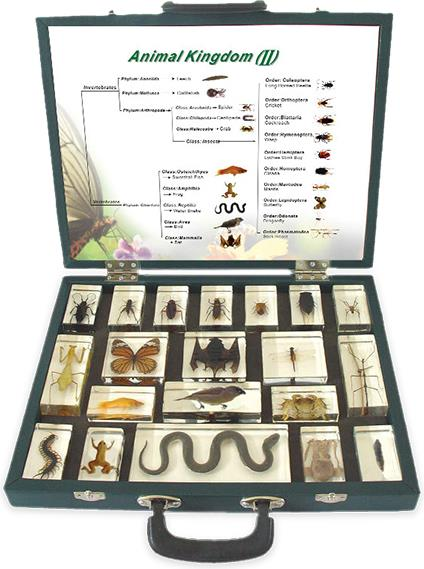 Animal Kingdom (II)
Invertebrates
Phylum: Annelida
Leech
Phylum: Mollusca
Cuttlefish
Phylum: Arthropoda
Class: Arachnida
Spider
Class: Chilopoda
Centipede
Class: Malacostra
Crab
Class: Insecta
Order: Coleoptera
Long Horned Beetle
Order: Orthoptera
Cricket
Order: Blattaria
Cockroach
Order: Hymenoptera
Wasp
Order: Hemiptera
Lychee Stink Bug
Order: Homoptera
Cicada
Order: Mantodea
Mantis
Order: Lepidoptera
Butterfly
Order: Odonata
Dragonfly
Order: Phasmatodea
Vertebrates
Phylum: Chordata
Class: Osteichthyes
Swordtail Fish
Class: Amphibia
Frog
Class: Reptilia
Water Snake
Class: Aves
Bird
Class: Mammalia
Bat